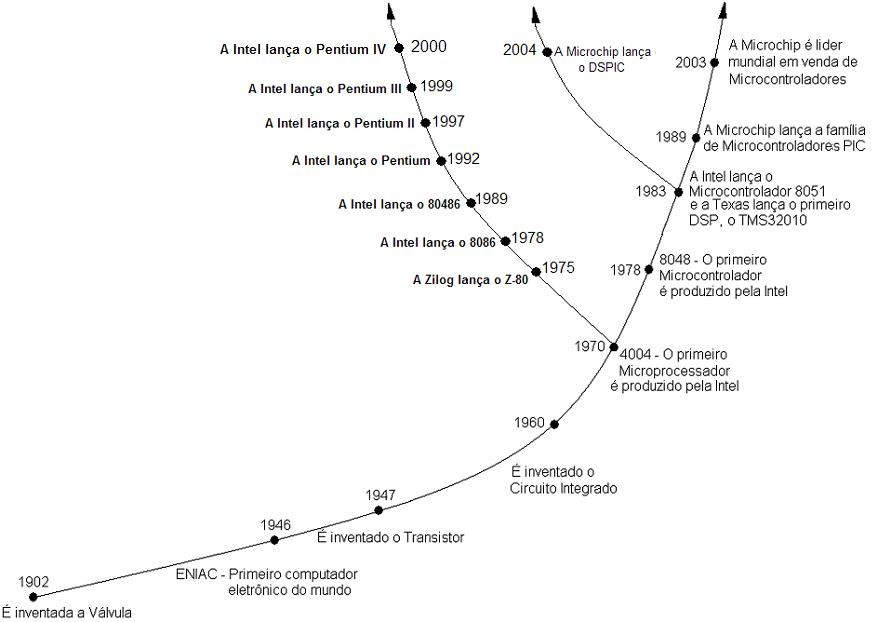 A Intel lança o Pentium IV 2000
A Intel lança o Pentium III 1999
A Intel lança o Pentium II 1997
A Intel lança o Pentium 1992
A Intel lança o 80486 1989
A Intel lança o 8086 1978
A Zilog lança o Z-80 1975
2004 A Microchip lança
o DSPIC
2003 A Microchip é lider
mundial em venda de
Microcontroladores
1989 A Microchip lança a família
de Microcontroladores PIC
1983 A Intel lança o
Microcontrolador 8051
e a Texas lança o primeiro
DSP, o TMS32010
1978 8048 - O primeiro
Microcontrolador
é produzido pela Intel
1970 4004 - O primeiro
Microprocessador
é produzido pela Intel
1960
É inventado o
Circuito Integrado
1947
É inventado o Transistor
1946
ENIAC - Primeiro computador
eletrônico do mundo
1902
É inventada a Válvula